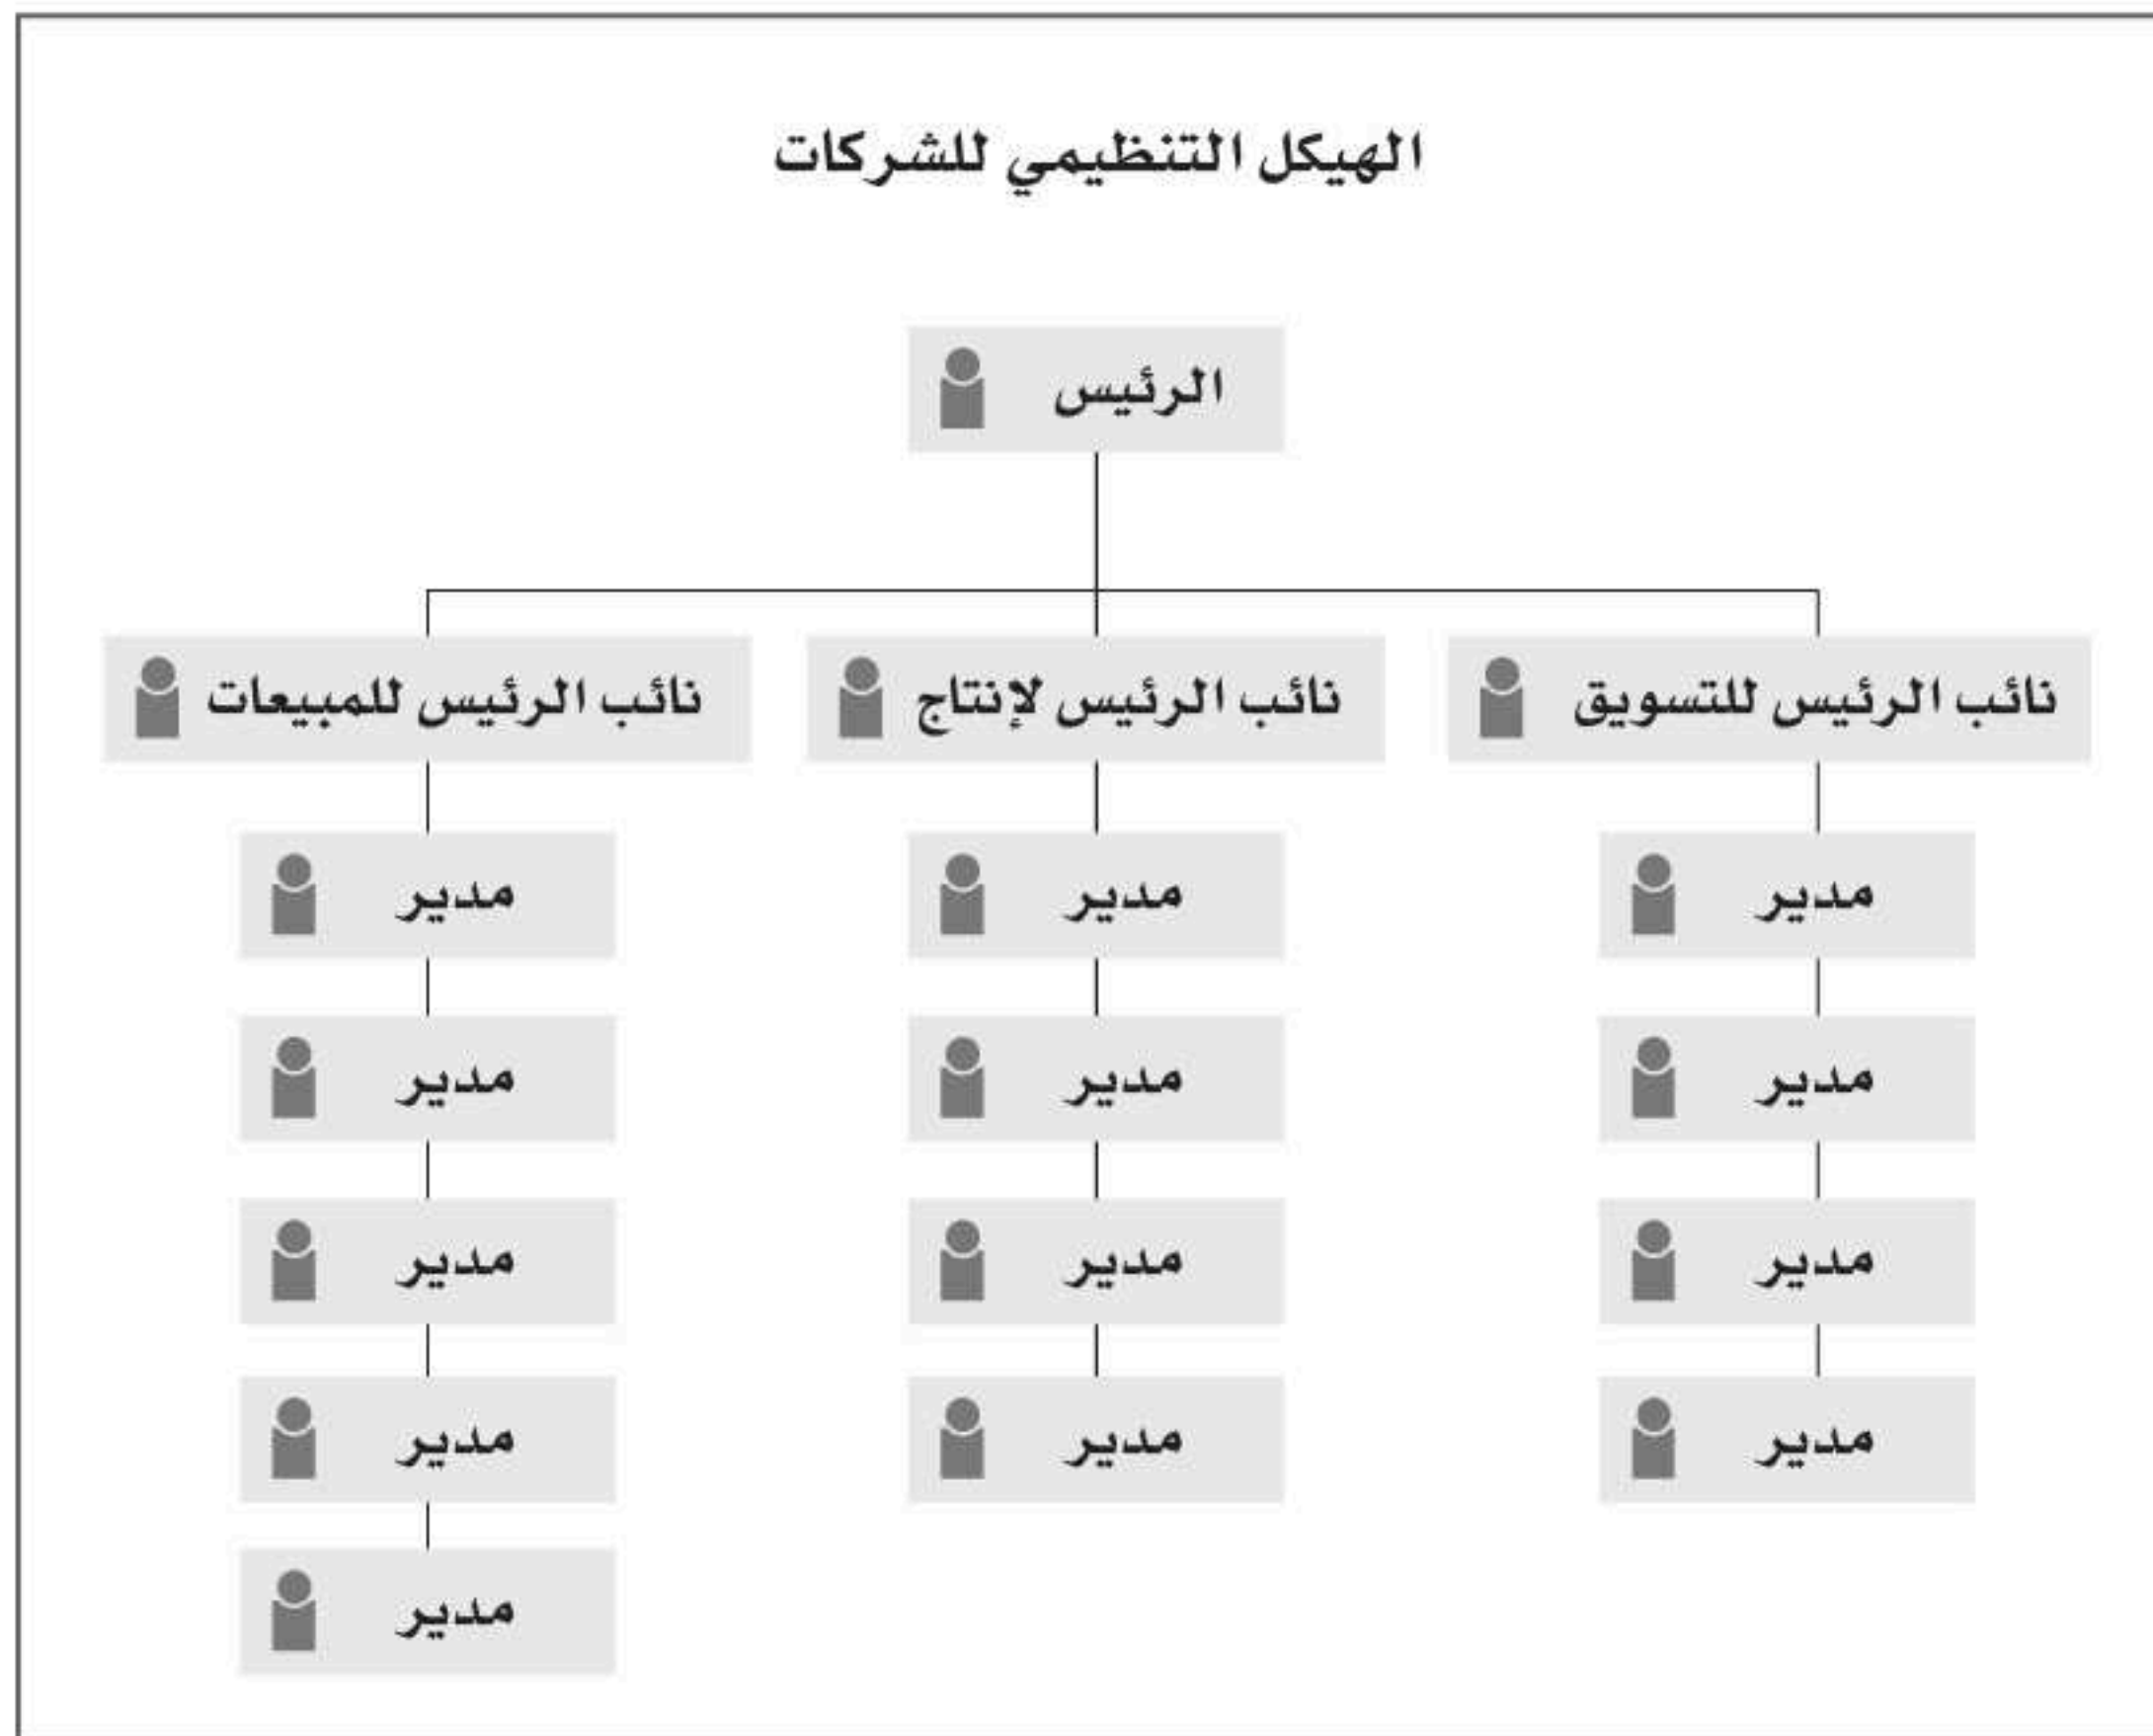 الهيكل التنظيمي للشركات
الرئيس
نائب الرئيس للتسويق
نائب الرئيس لإنتاج
نائب الرئيس للمبيعات
مدير
مدير
مدير
مدير
مدير
مدير
مدير
مدير
مدير
مدير
مدير
مدير
مدير